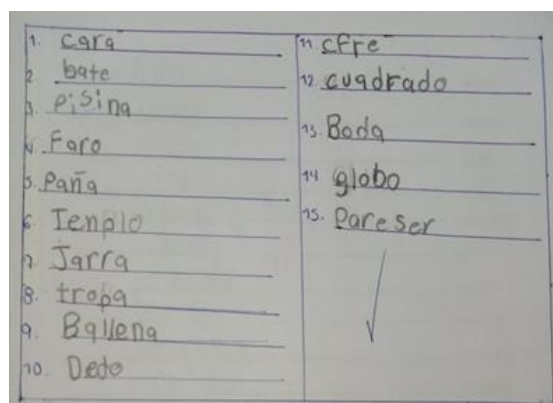 1. cara
2. bate
3. Pisina
4. Faro
5. Paña
6. Tenplo
7. Jarra
8. tropa
9. Ballena
10. Dedo
11. cfre
12. cuadrado
13. Boda
14. globo
15. Pareser